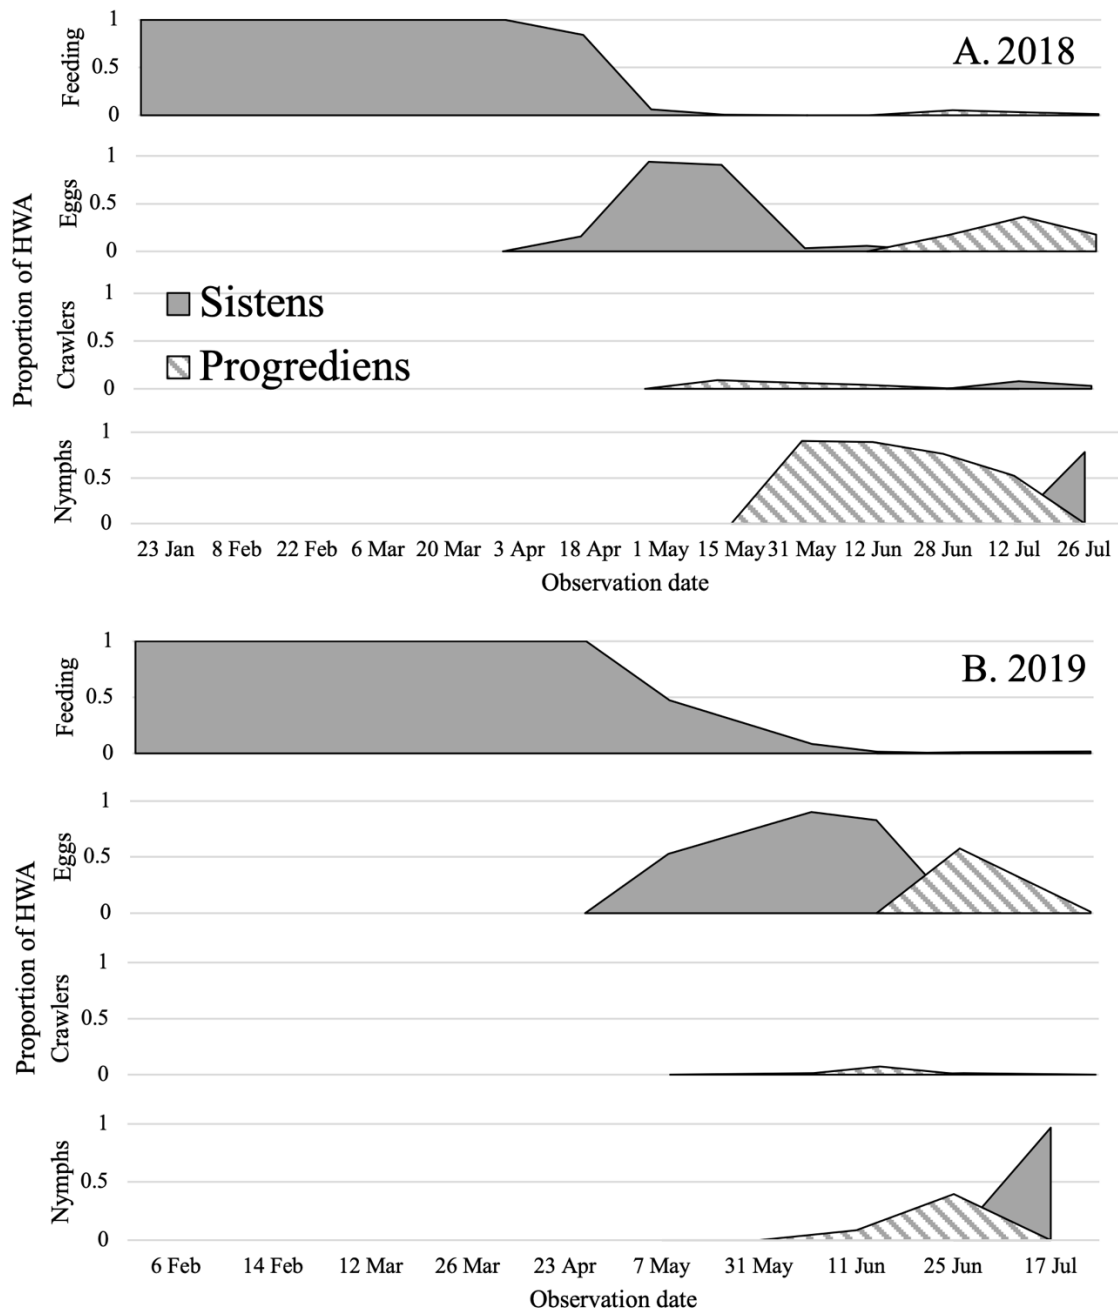 A. 2018
Proportion of HWA
Feeding
1
0.5
0
Eggs
1
0.5
0
Crawlers
1
0.5
0
Sistens
Progrediens
Nymphs
1
0.5
0
23 Jan 8 Feb 22 Feb 6 Mar 20 Mar 3 Apr 18 Apr 1 May 15 May 31 May 12 Jun 28 Jun 12 Jul 26 Jul
Observation date
B. 2019
Proportion of HWA
Feeding
1
0.5
0
Eggs
1
0.5
0
Crawlers
1
0.5
0
Nymphs
1
0.5
0
6 Feb 14 Feb 12 Mar 26 Mar 23 Apr 7 May 31 May 11 Jun 25 Jun 17 Jul
Observation date